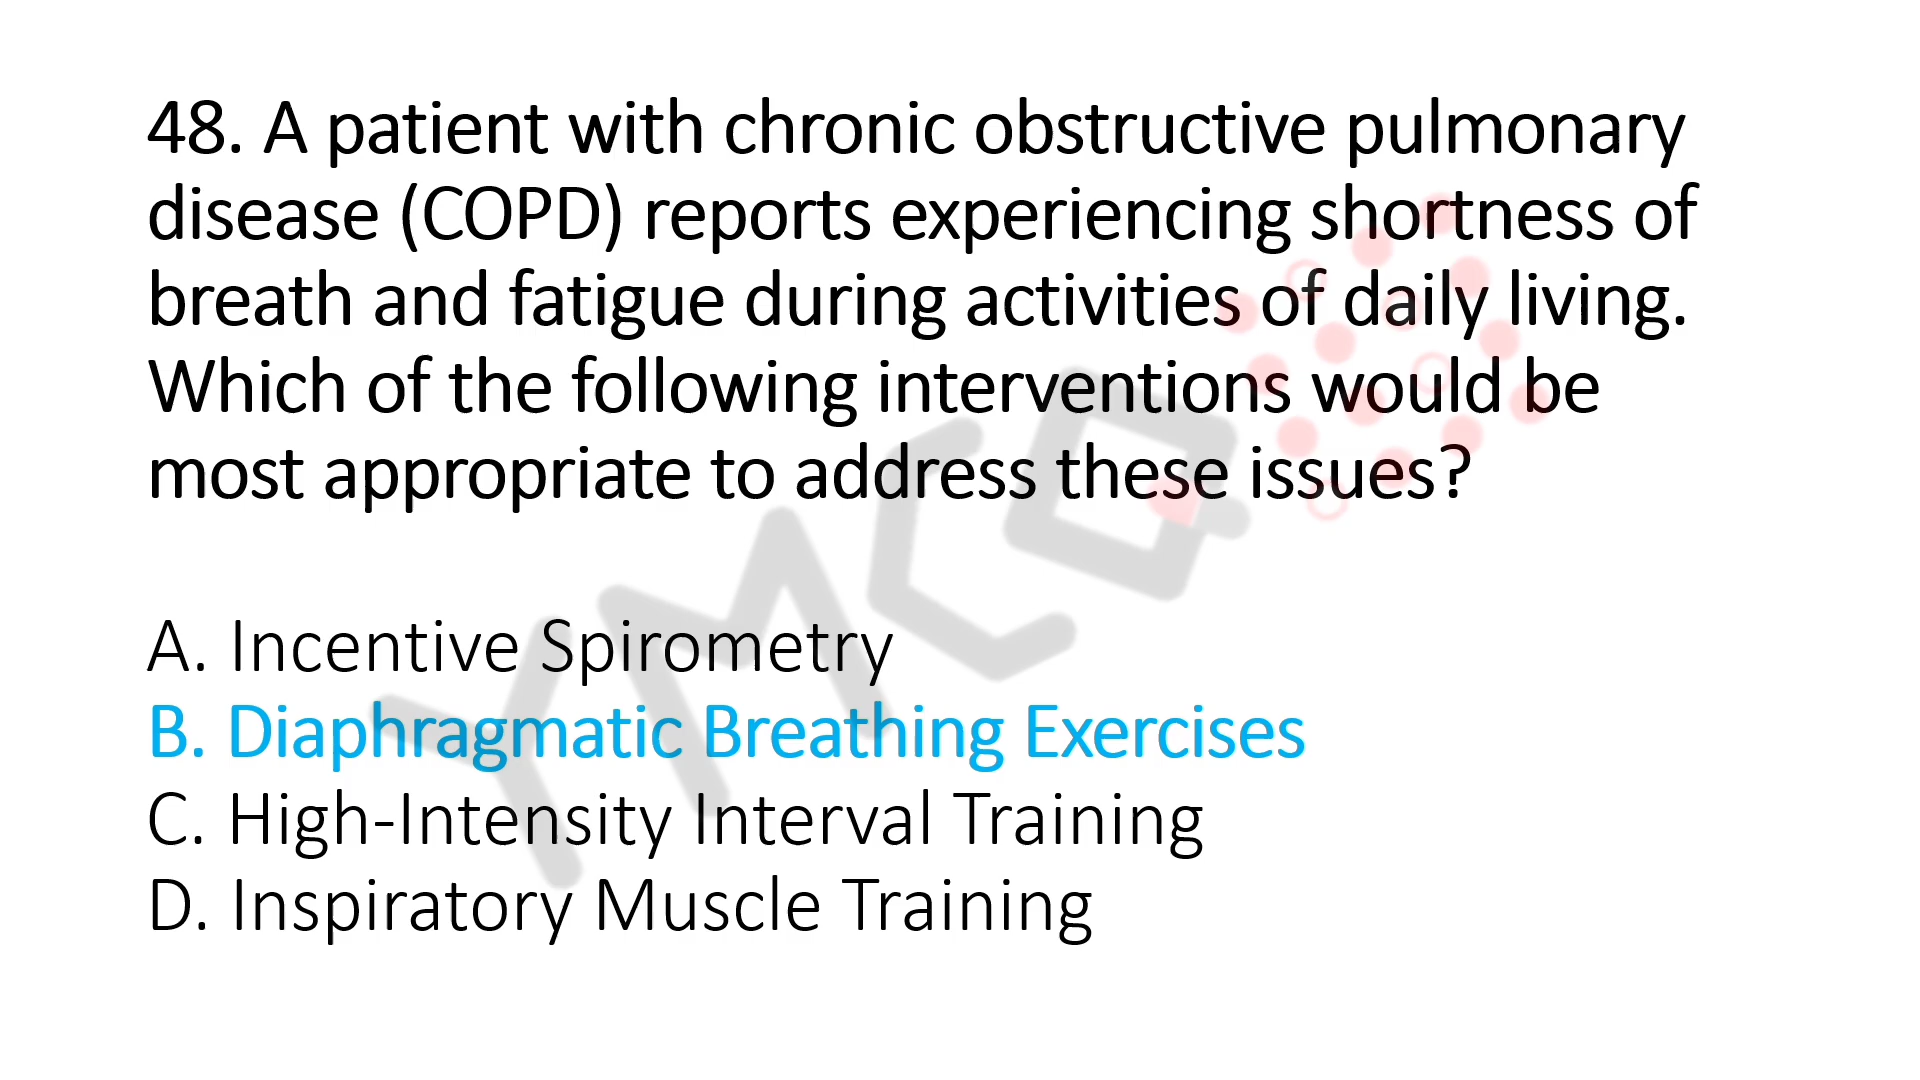 48. A patient with chronic obstructive pulmonary
disease (COPD) reports experiencing shortness of
breath and fatigue during activities of daily living.
Which of the following interventions would be
most appropriate to address these issues?
A. Incentive Spirometry
B. Diaphragmatic Breathing Exercises
C. High-Intensity Interval Training
D. Inspiratory Muscle Training